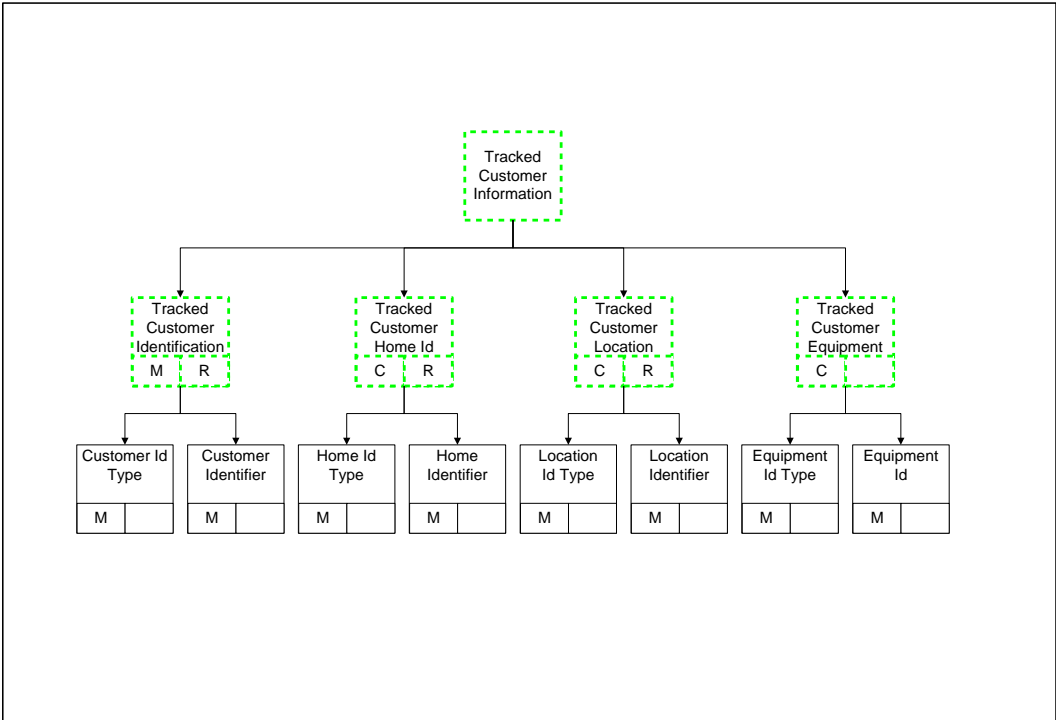 Tracked
Customer
Information
Tracked
Customer
Identification
M R
Tracked
Customer
Home Id
C R
Tracked
Customer
Location
C R
Tracked
Customer
Equipment
C
Customer Id
Type
M
Customer
Identifier
M
Home Id
Type
M
Home
Identifier
M
Location
Id Type
M
Location
Identifier
M
Equipment
Id Type
M
Equipment
Id
M